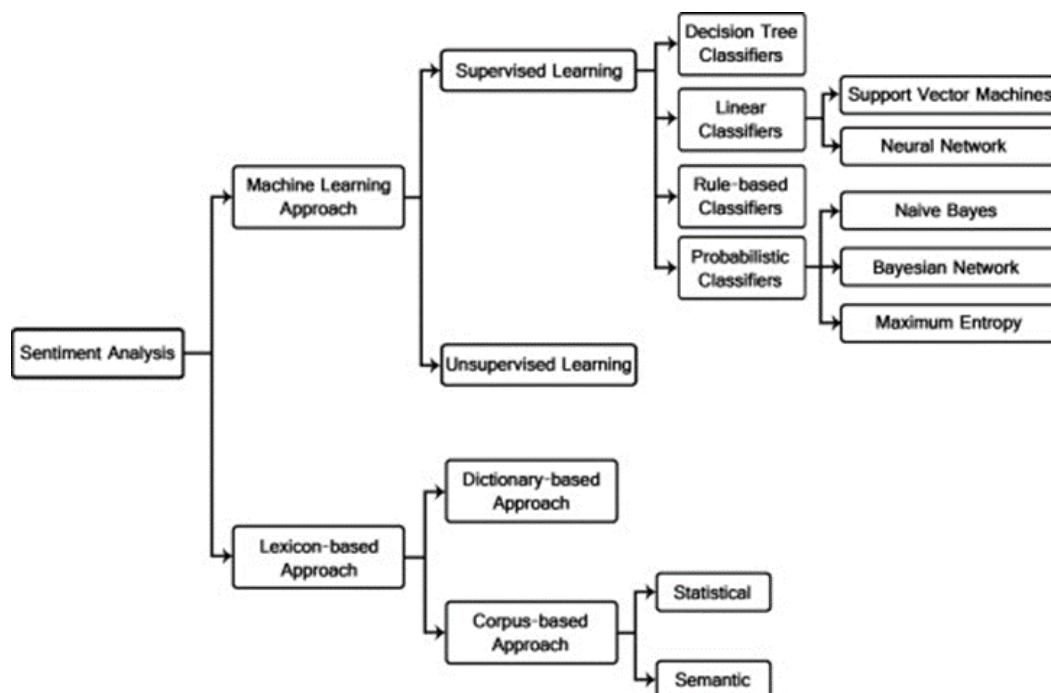 Decision Tree
Classifiers
Supervised Learning
Linear
Classifiers
Support Vector Machines
Neural Network
Machine Learning
Approach
Rule-based
Classifiers
Naive Bayes
Probabilistic
Classifiers
Bayesian Network
Maximum Entropy
Sentiment Analysis
Unsupervised Learning
Dictionary-based
Approach
Lexicon-based
Approach
Statistical
Corpus-based
Approach
Semantic